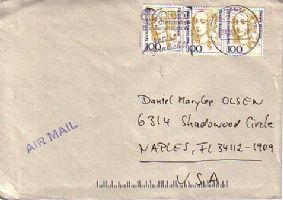 100 100 100
AIR MAIL
Daniel Marylee OLSEN
6314 Shadowood Circle
NAPLES, Fl 34112-1909
U.S.A